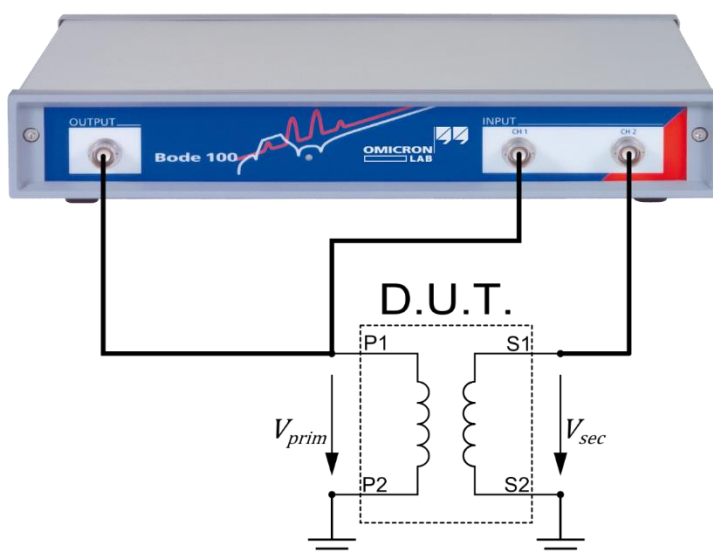 OUTPUT
INPUT
CH 1
CH 2
Bode 100
OMICRON
LAB
D.U.T.
P1
S1
Vprim
Vsec
P2
S2